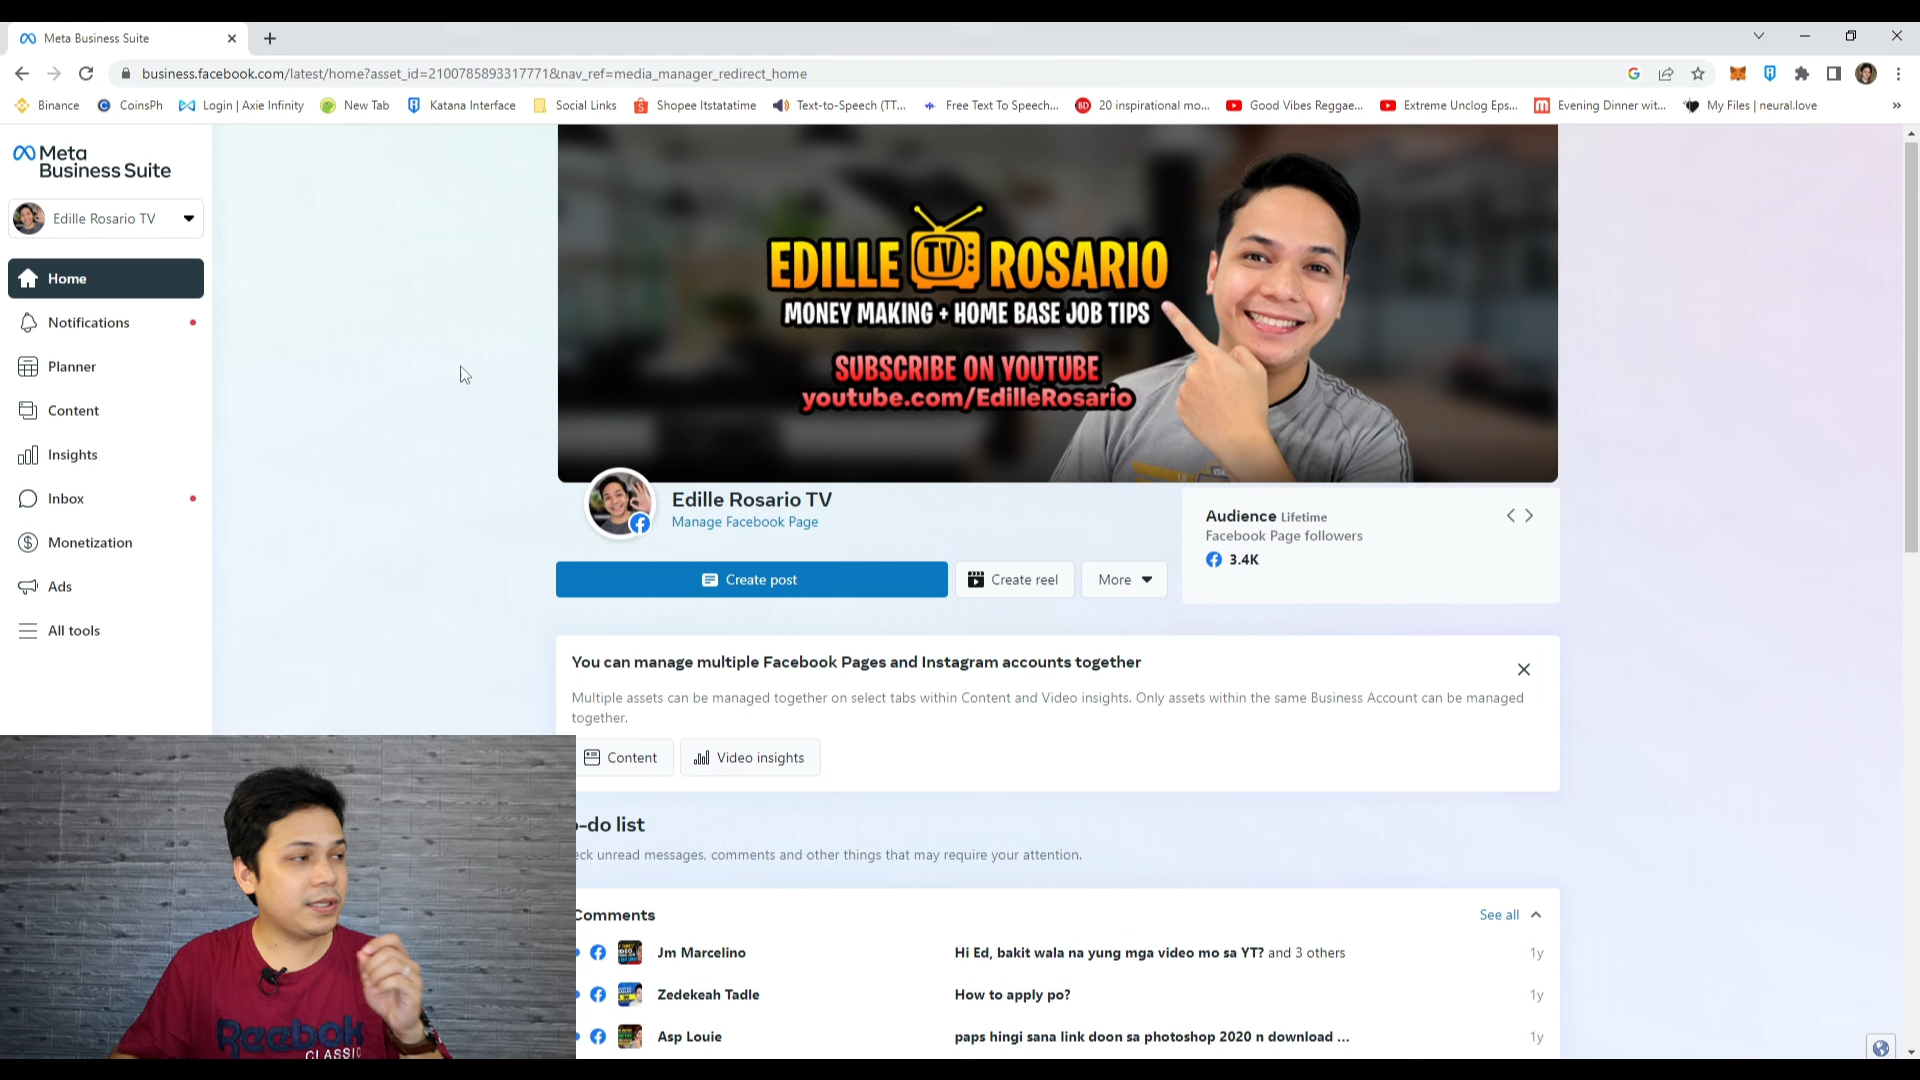 Meta Business Suite
business.facebook.com/latest/home?asset_id=2100785893317771&nav_ref=media_manager_redirect_home
Binance
CoinsPh
Login | Axie Infinity
New Tab
Katana Interface
Social Links
Shopee Itstatatime
Text-to-Speech (TT...
Free Text To Speech...
20 inspirational mo...
Good Vibes Reggae...
Extreme Unclog Eps...
Evening Dinner wit...
My Files | neural.love
Meta
Business Suite
Edille Rosario TV
Home
Notifications
Planner
Content
Insights
Inbox
Monetization
Ads
All tools
EDILLE TV ROSARIO
MONEY MAKING + HOME BASE JOB TIPS
SUBSCRIBE ON YOUTUBE
youtube.com/EdilleRosario
Edille Rosario TV
Manage Facebook Page
Audience Lifetime
Facebook Page followers
3.4K
Create post
Create reel
More
You can manage multiple Facebook Pages and Instagram accounts together
Multiple assets can be managed together on select tabs within Content and Video insights. Only assets within the same Business Account can be managed
together.
Content
Video insights
o-do list
eck unread messages, comments and other things that may require your attention.
Comments
See all
Jm Marcelino
Hi Ed, bakit wala na yung mga video mo sa YT? and 3 others
1y
Zedekeah Tadle
How to apply po?
1y
Asp Louie
paps hingi sana link doon sa photoshop 2020 n download ...
1y
Reebok
CLASSIC